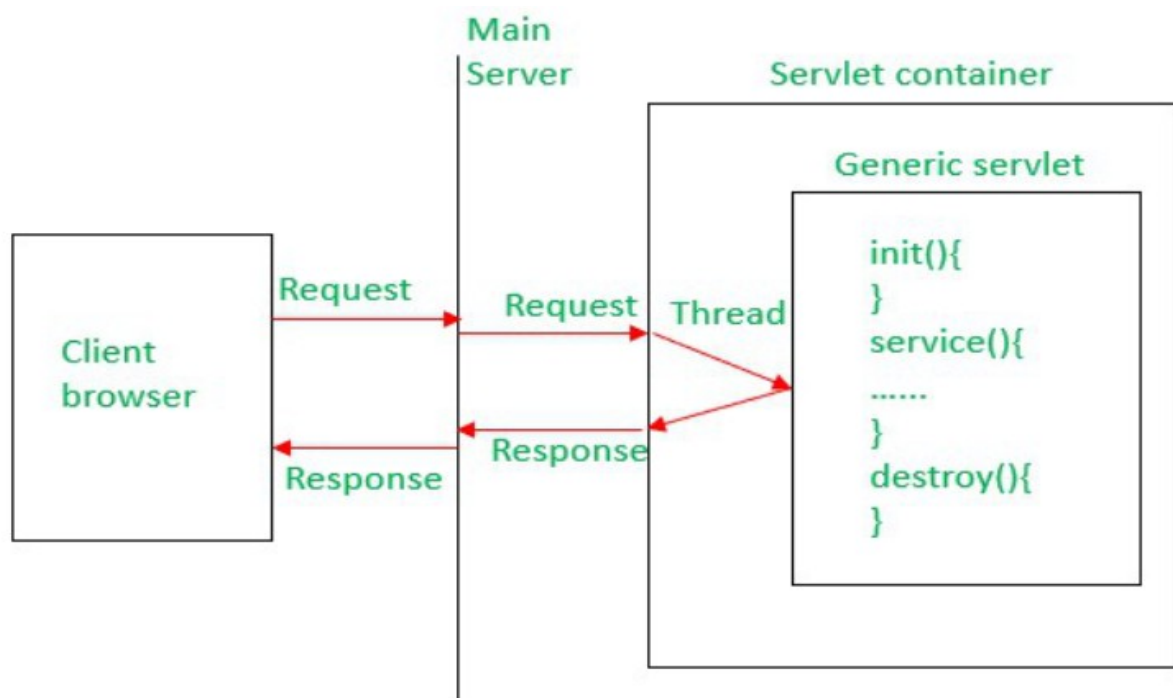 Main
Server
Servlet container
Generic servlet
Client
browser
Request
Request
Thread
Response
Response
init(){
}
service(){
......
}
destroy(){
}